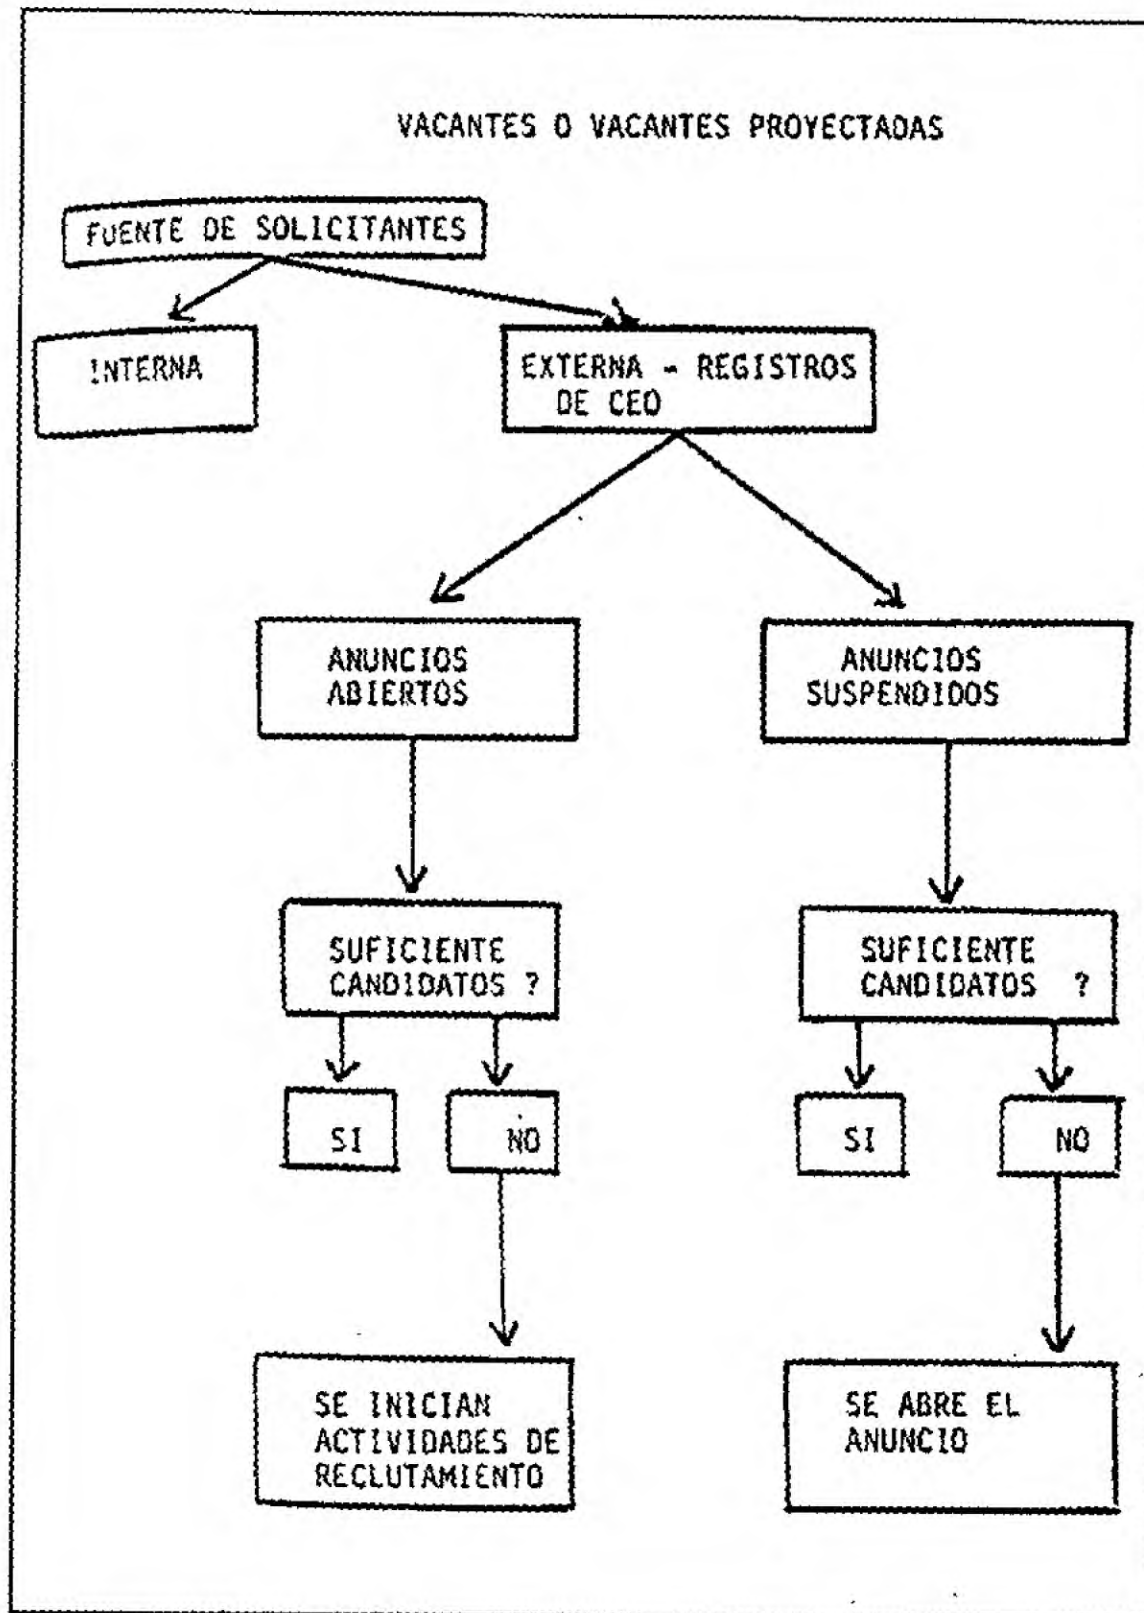 VACANTES O VACANTES PROYECTADAS
FUENTE DE SOLICITANTES
INTERNA
EXTERNA - REGISTROS
DE CEO
ANUNCIOS
ABIERTOS
ANUNCIOS
SUSPENDIDOS
SUFICIENTE
CANDIDATOS ?
SUFICIENTE
CANDIDATOS ?
SI
NO
SI
NO
SE INICIAN
ACTIVIDADES DE
RECLUTAMIENTO
SE ABRE EL
ANUNCIO